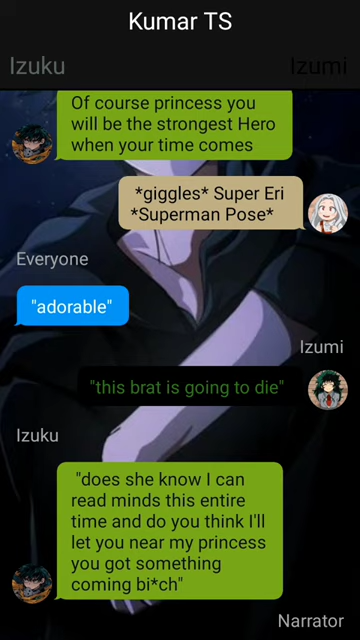 Kumar TS
Izuku
Izumi
Of course princess you
will be the strongest Hero
when your time comes
*giggles* Super Eri
*Superman Pose*
Everyone
"adorable"
Izumi
"this brat is going to die"
Izuku
"does she know I can
read minds this entire
time and do you think I'll
let you near my princess
you got something
coming bi*ch"
Narrator